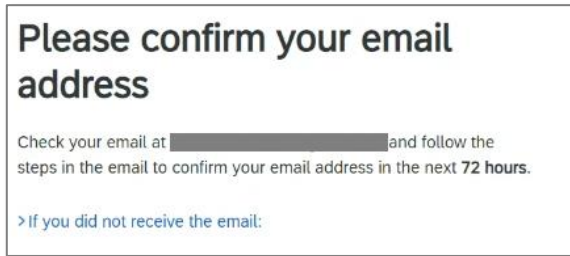 Please confirm your email
address
Check your email at and follow the
steps in the email to confirm your email address in the next 72 hours.
>If you did not receive the email: